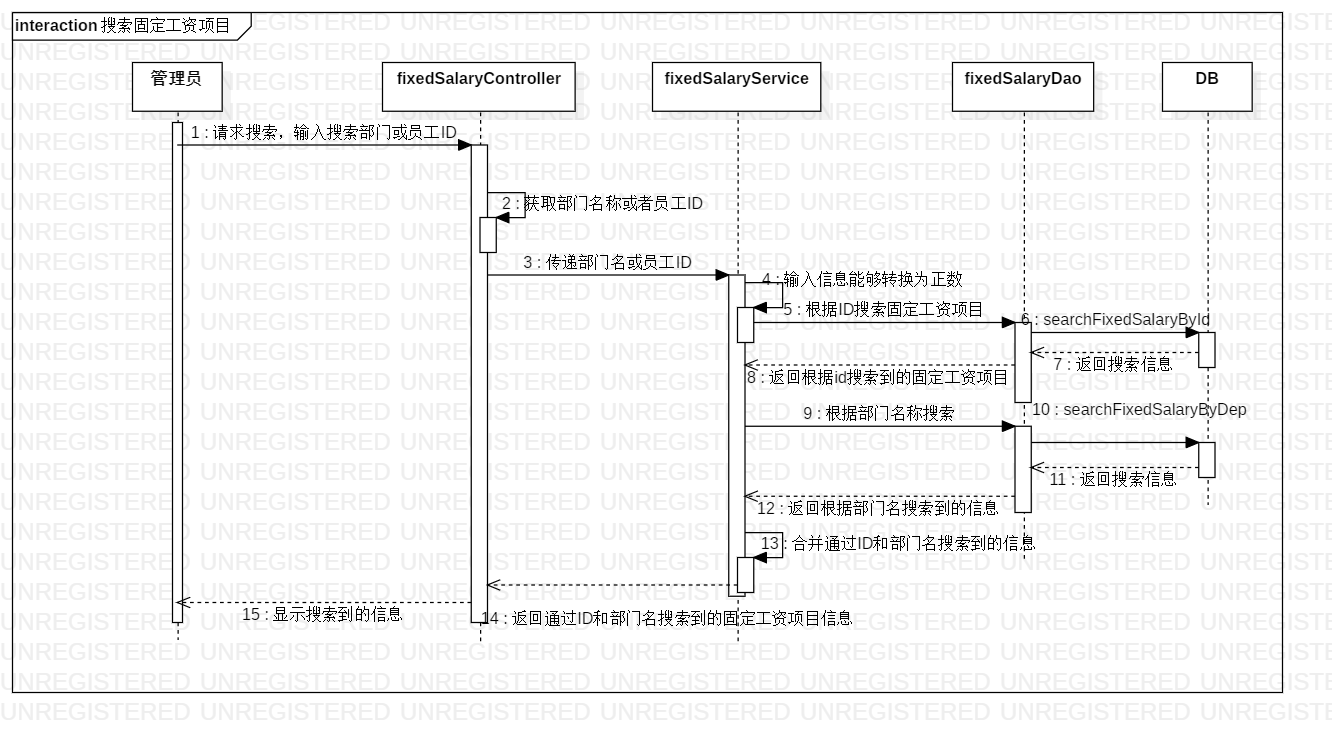 interaction 搜索固定工资项目
管理员
fixedSalaryController
fixedSalaryService
fixedSalaryDao
DB
1 : 请求搜索，输入搜索部门或员工ID
2 : 获取部门名称或者员工ID
3 : 传递部门名或员工ID
4 : 输入信息能够转换为正数
5 : 根据ID搜索固定工资项目
6 : searchFixedSalaryById
7 : 返回搜索信息
8 : 返回根据id搜索到的固定工资项目
9 : 根据部门名称搜索
10 : searchFixedSalaryByDep
11 : 返回搜索信息
12 : 返回根据部门名搜索到的信息
13 : 合并通过ID和部门名搜索到的信息
14 : 返回通过ID和部门名搜索到的固定工资项目信息
15 : 显示搜索到的信息
UNREGISTERED